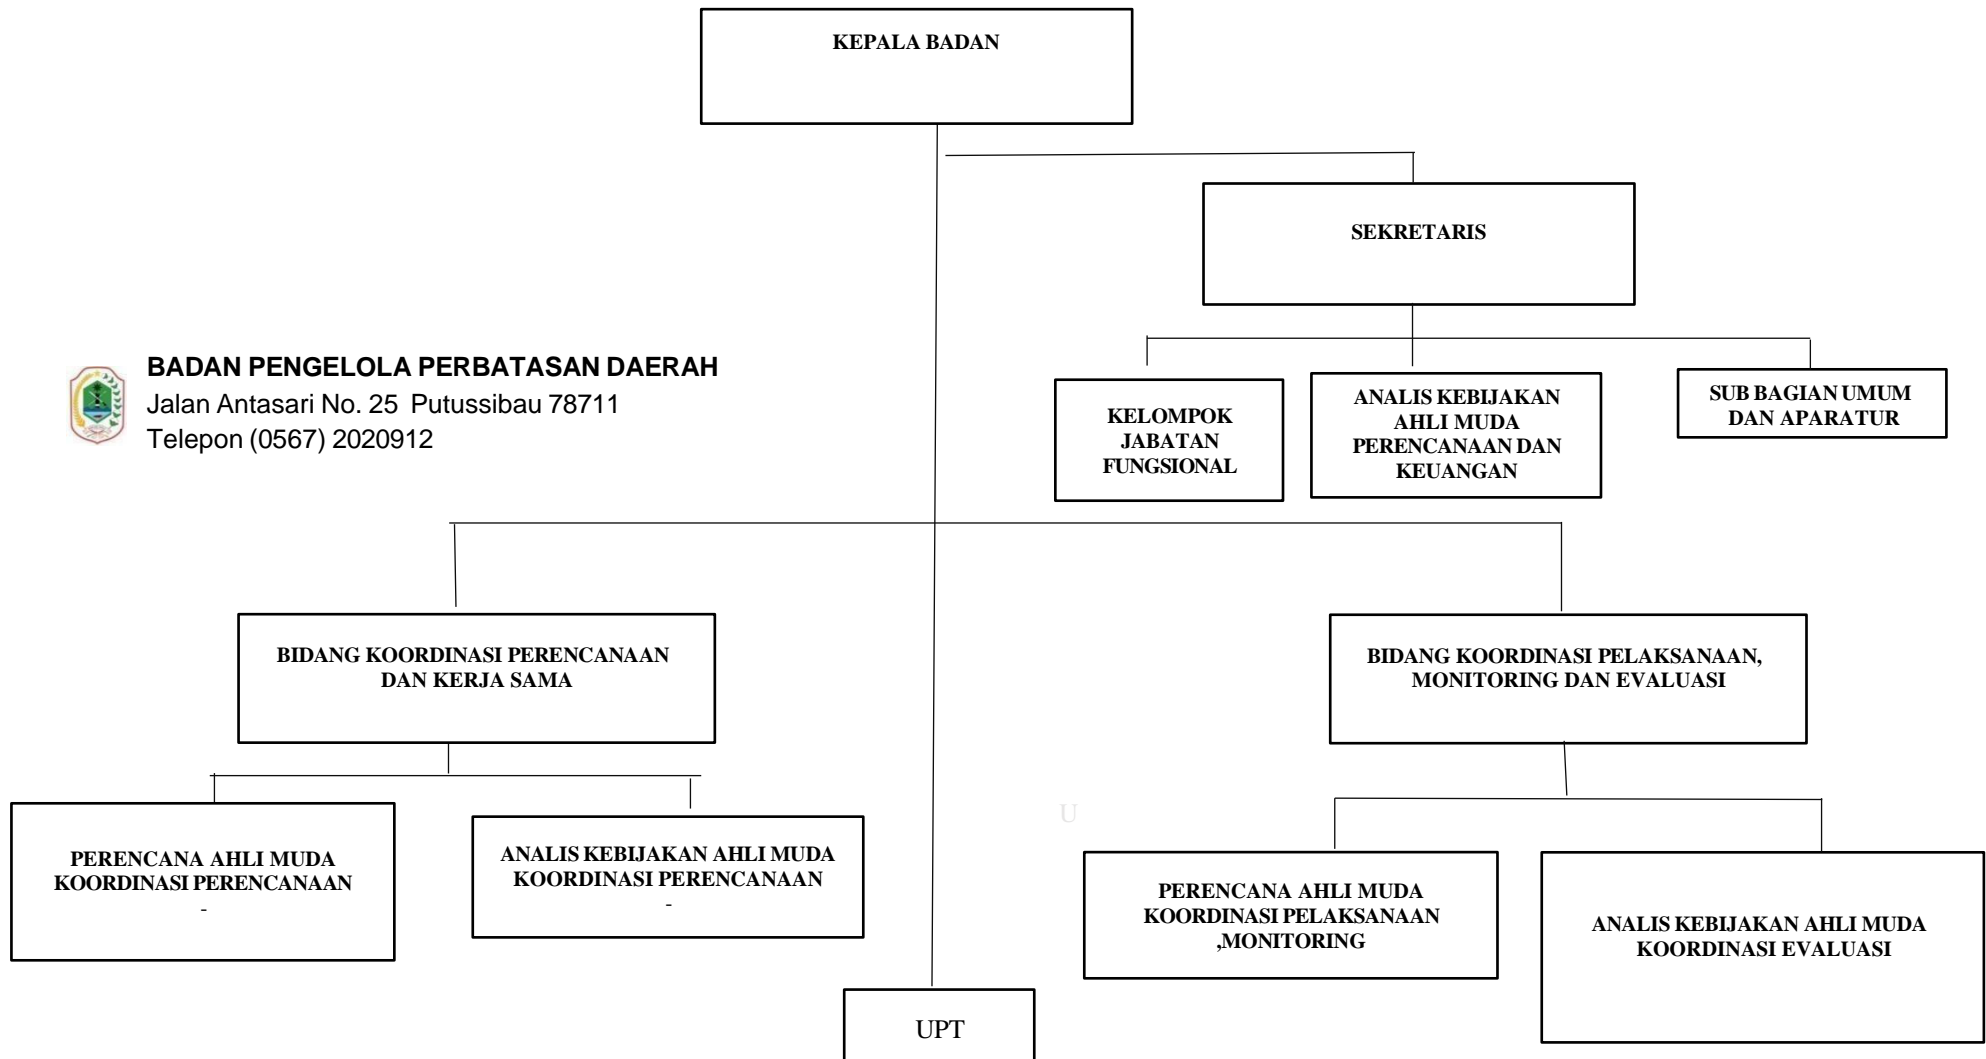 KEPALA BADAN
SEKRETARIS
BADAN PENGELOLA PERBATASAN DAERAH
Jalan Antasari No. 25 Putussibau 78711
Telepon (0567) 2020912
KELOMPOK
JABATAN
FUNGSIONAL
ANALIS KEBIJAKAN
AHLI MUDA
PERENCANAAN DAN
KEUANGAN
SUB BAGIAN UMUM
DAN APARATUR
BIDANG KOORDINASI PERENCANAAN
DAN KERJA SAMA
BIDANG KOORDINASI PELAKSANAAN,
MONITORING DAN EVALUASI
PERENCANA AHLI MUDA
KOORDINASI PERENCANAAN
-
ANALIS KEBIJAKAN AHLI MUDA
KOORDINASI PERENCANAAN
-
U
PERENCANA AHLI MUDA
KOORDINASI PELAKSANAAN
,MONITORING
ANALIS KEBIJAKAN AHLI MUDA
KOORDINASI EVALUASI
UPT